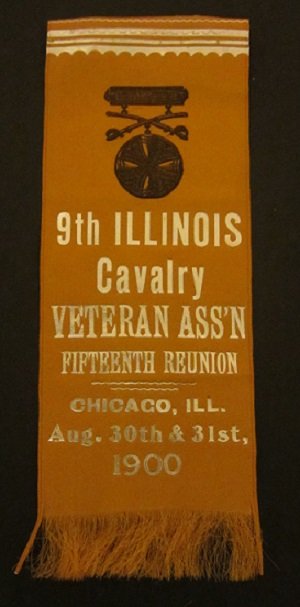 9th ILLINOIS
Cavalry
VETERAN ASS'N
FIFTEENTH REUNION
CHICAGO, ILL.
Aug. 30th & 31st,
1900